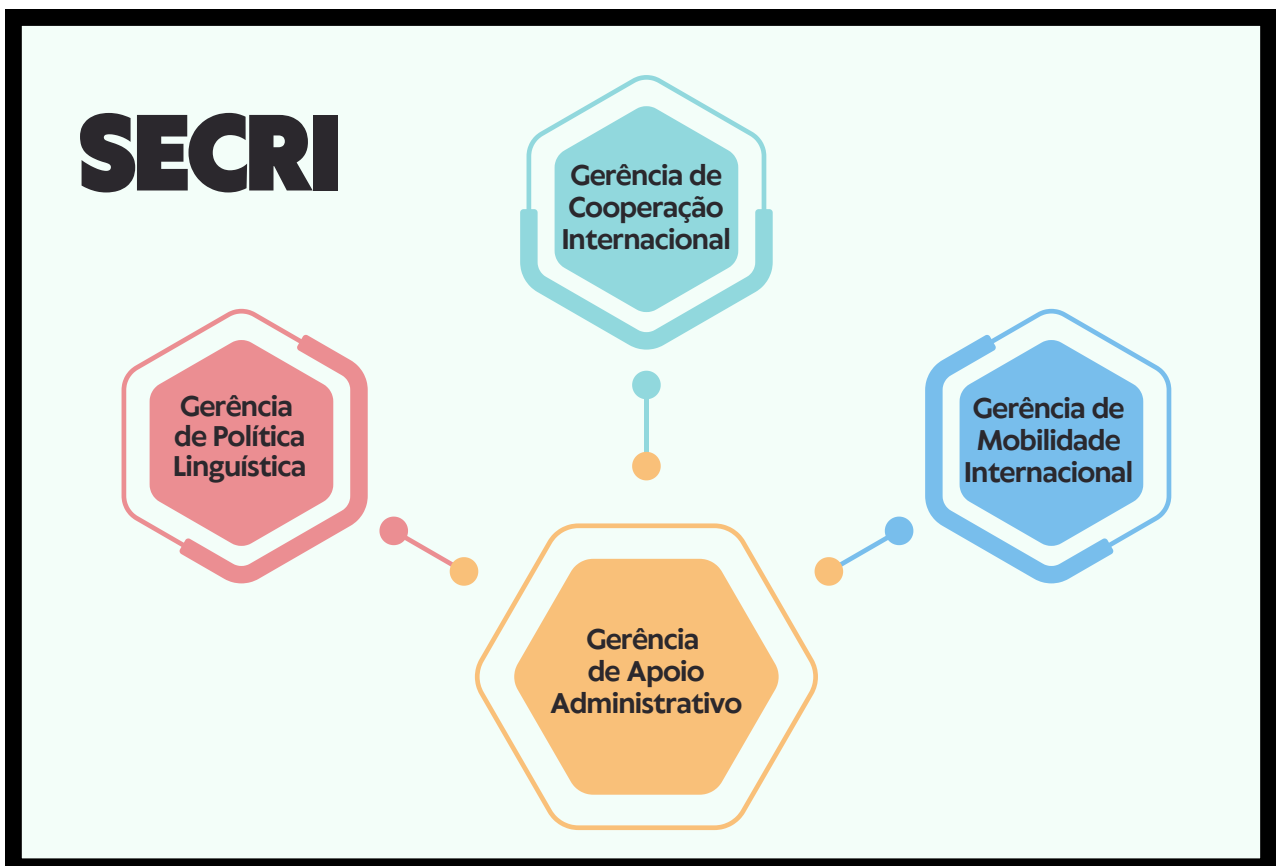 SECRI
Gerência de
Cooperação
Internacional
Gerência
de Política
Linguística
Gerência de
Mobilidade
Internacional
Gerência
de Apoio
Administrativo